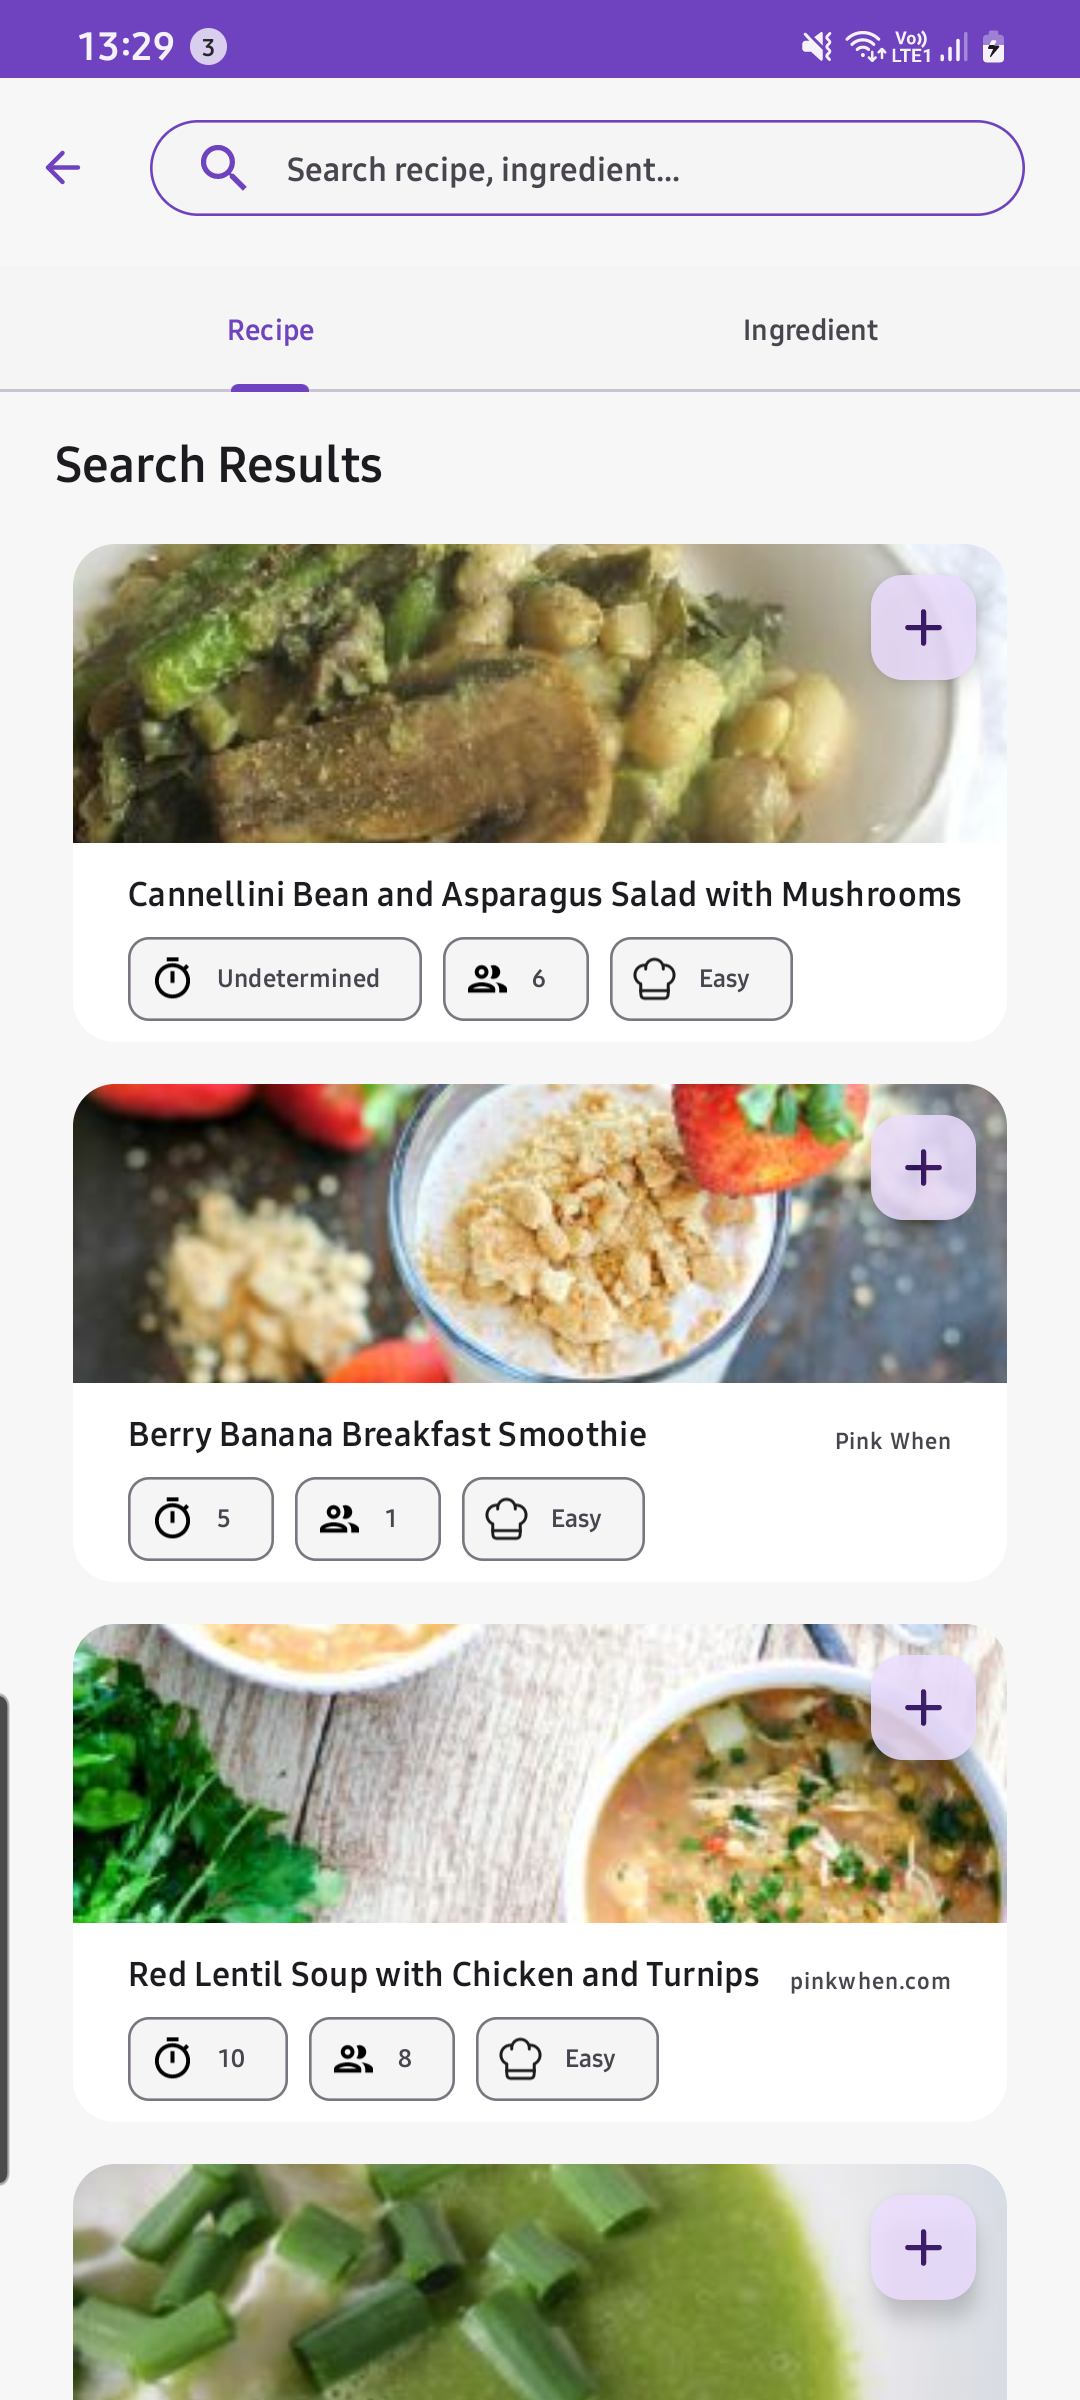 13:29 3 Vo)) LTE1
Search recipe, ingredient...
Recipe Ingredient
Search Results
Cannellini Bean and Asparagus Salad with Mushrooms
Undetermined 6 Easy
Berry Banana Breakfast Smoothie Pink When
5 1 Easy
Red Lentil Soup with Chicken and Turnips pinkwhen.com
10 8 Easy